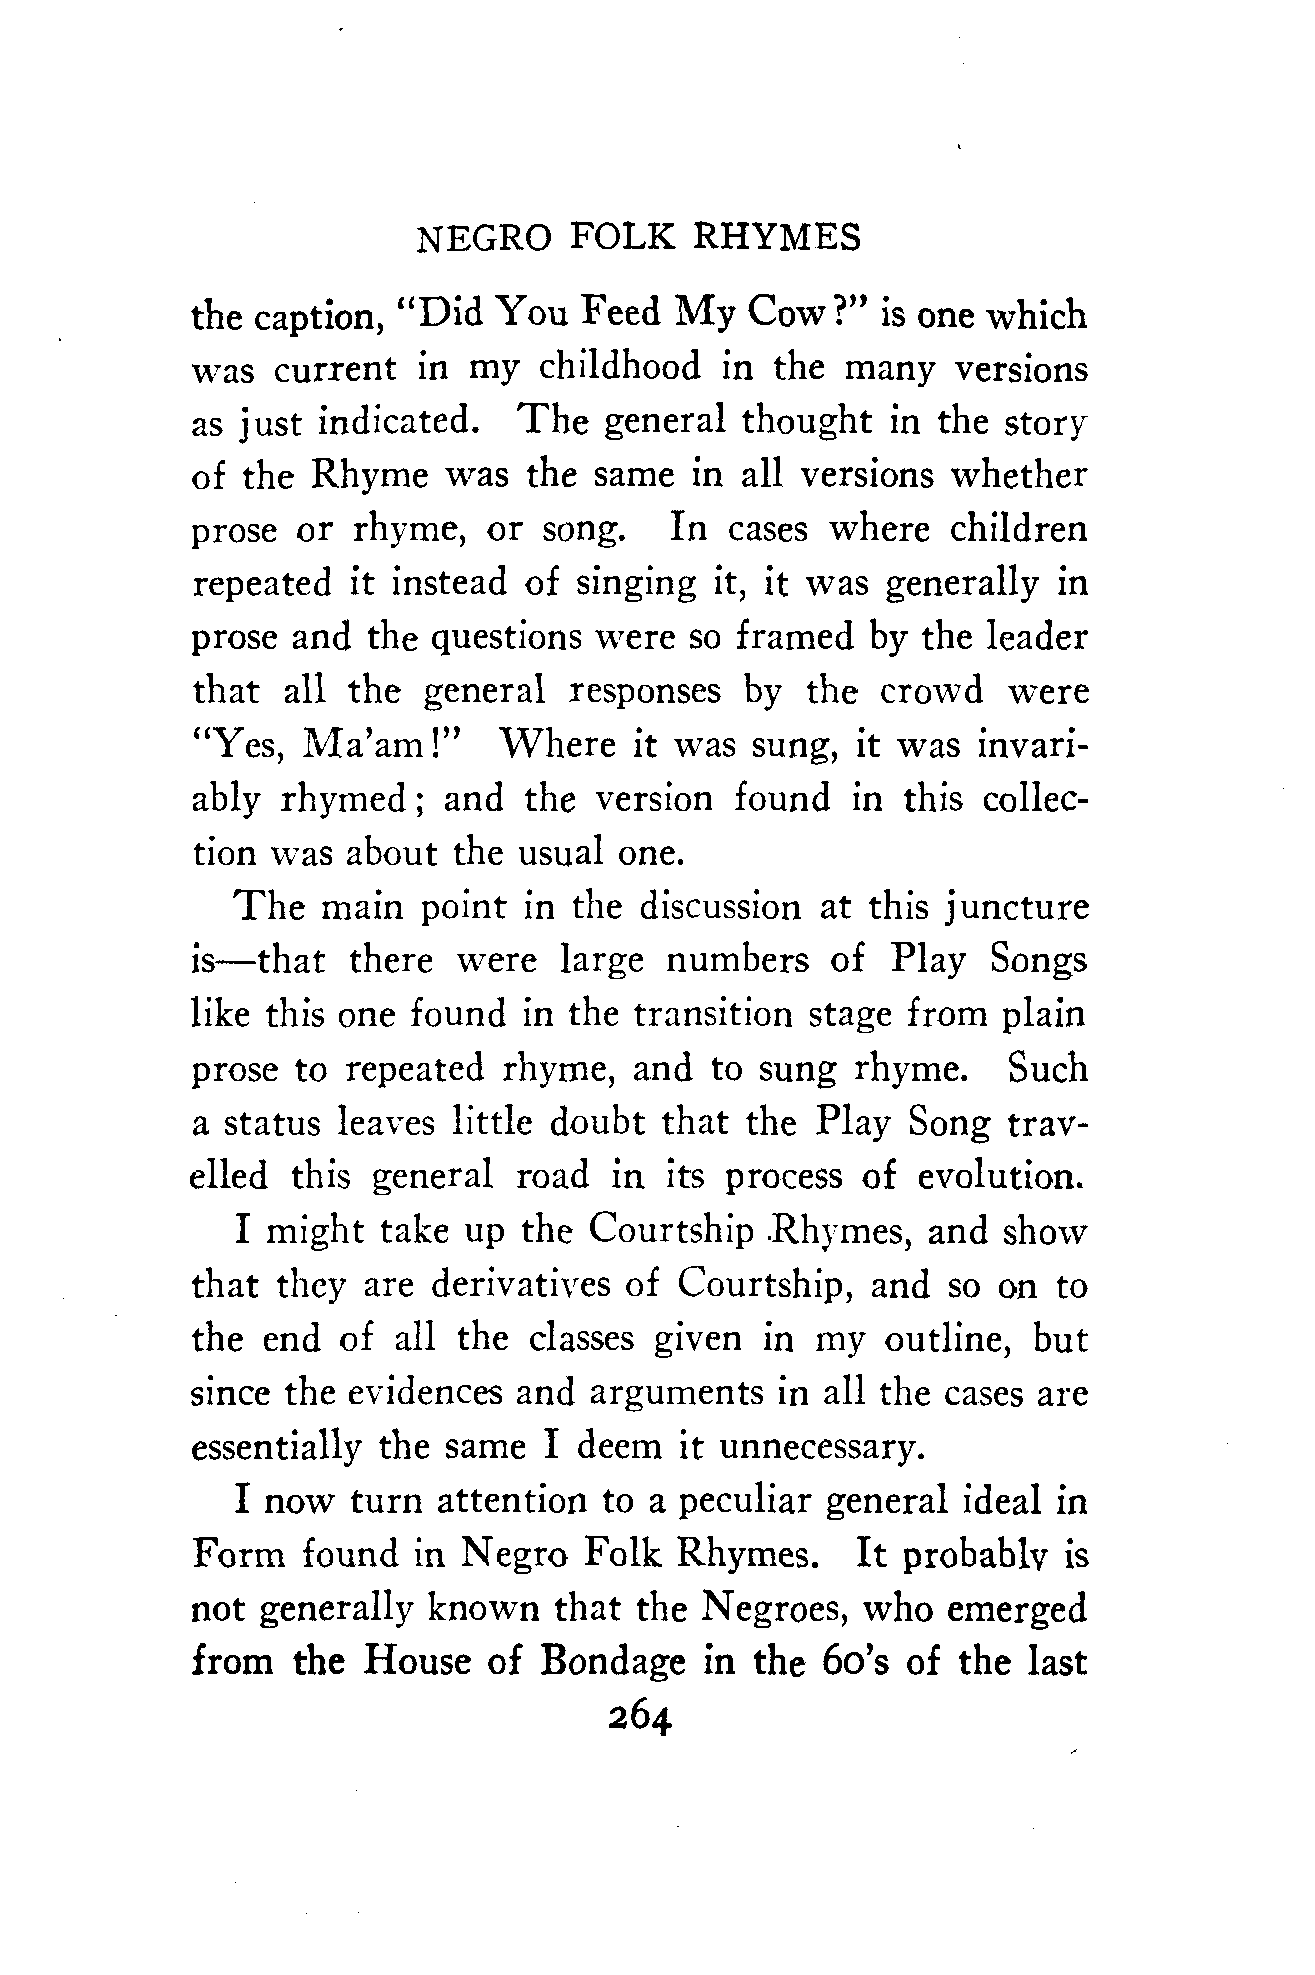 NEGRO FOLK RHYMES
the caption, "Did You Feed My Cow?" is one which
was current in my childhood in the many versions
as just indicated. The general thought in the story
of the Rhyme was the same in all versions whether
prose or rhyme, or song. In cases where children
repeated it instead of singing it, it was generally in
prose and the questions were so framed by the leader
that all the general responses by the crowd were
"Yes, Ma'am!" Where it was sung, it was invari-
ably rhymed; and the version found in this collec-
tion was about the usual one.
The main point in the discussion at this juncture
is—that there were large numbers of Play Songs
like this one found in the transition stage from plain
prose to repeated rhyme, and to sung rhyme. Such
a status leaves little doubt that the Play Song trav-
elled this general road in its process of evolution.
I might take up the Courtship Rhymes, and show
that they are derivatives of Courtship, and so on to
the end of all the classes given in my outline, but
since the evidences and arguments in all the cases are
essentially the same I deem it unnecessary.
I now turn attention to a peculiar general ideal in
Form found in Negro Folk Rhymes. It probably is
not generally known that the Negroes, who emerged
from the House of Bondage in the 60's of the last
264